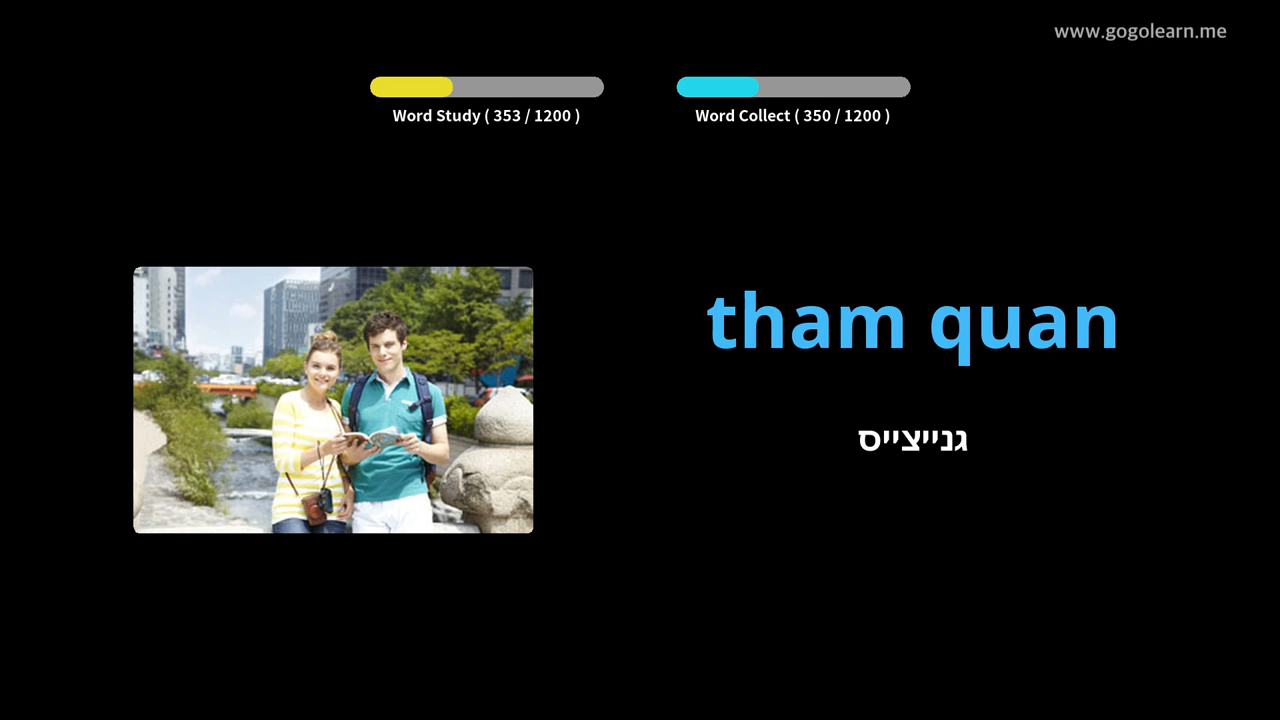 www.gogolearn.me
Word Study ( 353 / 1200 )
Word Collect ( 350 / 1200 )
tham quan
גנייצייס